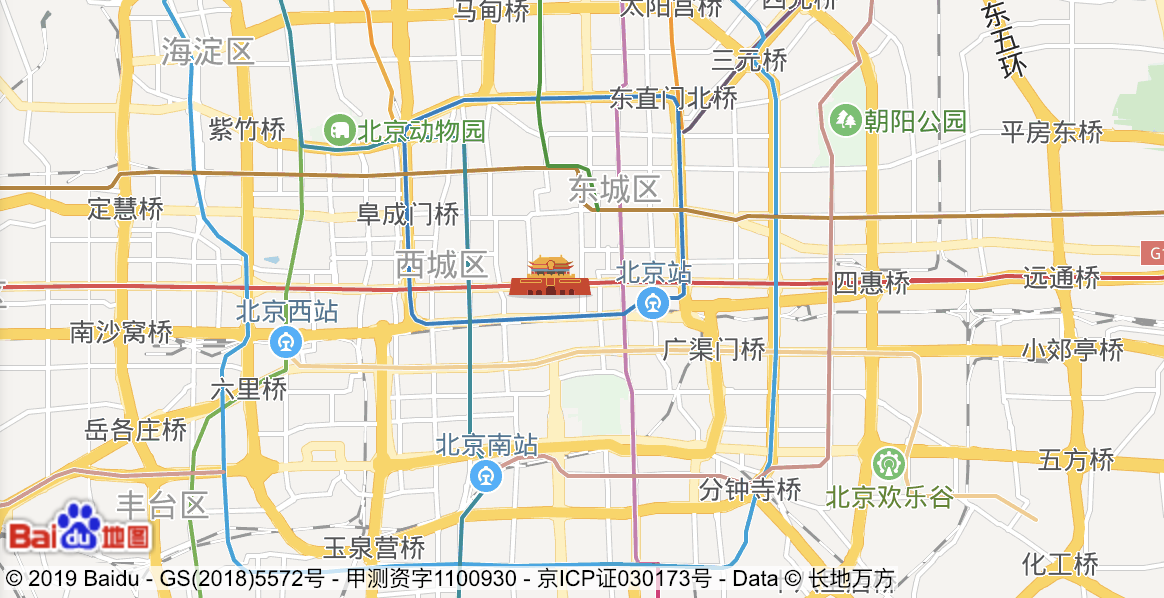 马甸桥
太阳宫桥
四元桥
东五环
海淀区
三元桥
东直门北桥
紫竹桥
北京动物园
朝阳公园
平房东桥
东城区
定慧桥
阜成门桥
西城区
北京站
四惠桥
远通桥
G1
北京西站
南沙窝桥
广渠门桥
小郊亭桥
六里桥
岳各庄桥
北京南站
五方桥
丰台区
分钟寺桥
北京欢乐谷
Bai du 地图
玉泉营桥
化工桥
© 2019 Baidu - GS(2018)5572号 - 甲测资字1100930 - 京ICP证030173号 - Data © 长地万方